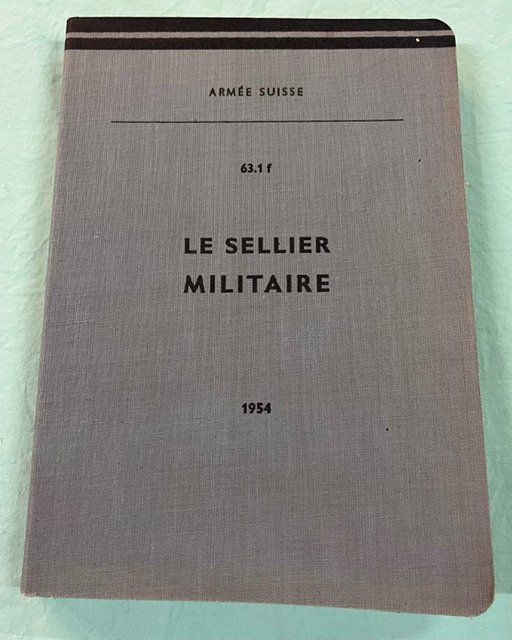 ARMÉE SUISSE
63.1 f
LE SELLIER
MILITAIRE
1954